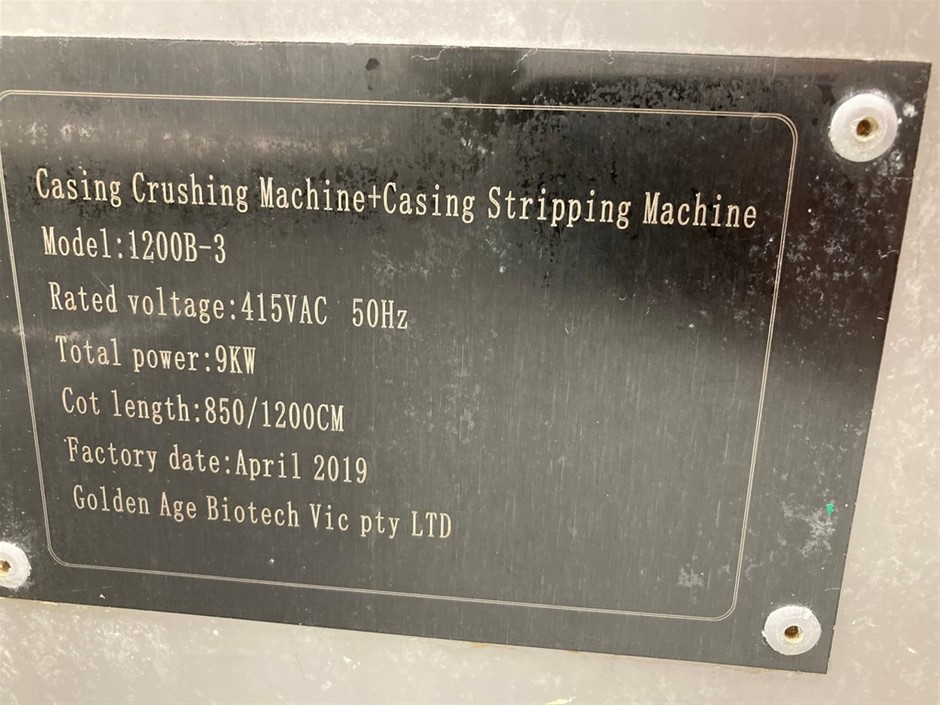 Casing Crushing Machine+Casing Stripping Machine
Model:1200B-3
Rated voltage:415VAC 50Hz
Total power:9KW
Cot length:850/1200CM
Factory date:April 2019
Golden Age Biotech Vic pty LTD